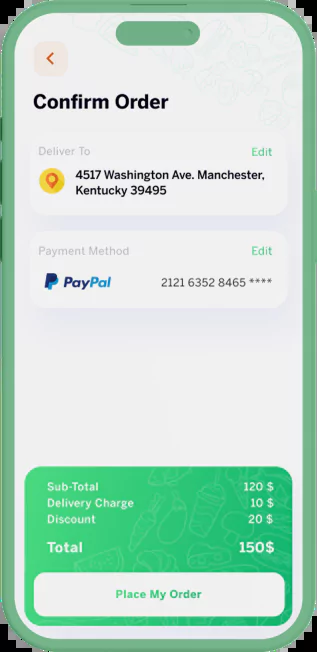 Confirm Order
Deliver To Edit
4517 Washington Ave. Manchester,
Kentucky 39495
Payment Method Edit
PayPal 2121 6352 8465 ****
Sub-Total 120 $
Delivery Charge 10 $
Discount 20 $
Total 150$
Place My Order